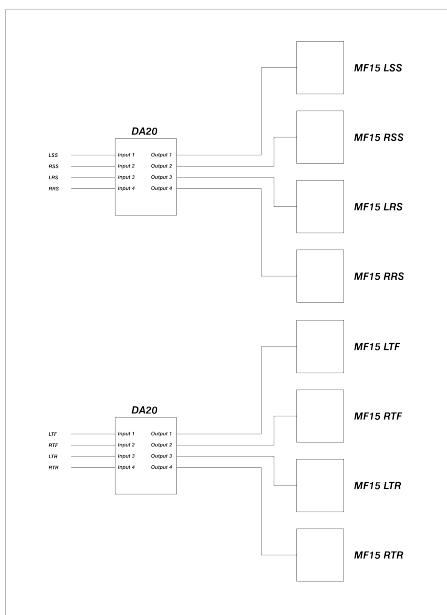 MF15 LSS
MF15 RSS
DA20
LSS Input 1 Output 1
RSS Input 2 Output 2
LRS Input 3 Output 3
RRS Input 4 Output 4
MF15 LRS
MF15 RRS
MF15 LTF
MF15 RTF
DA20
LTF Input 1 Output 1
RTF Input 2 Output 2
LTR Input 3 Output 3
RTR Input 4 Output 4
MF15 LTR
MF15 RTR